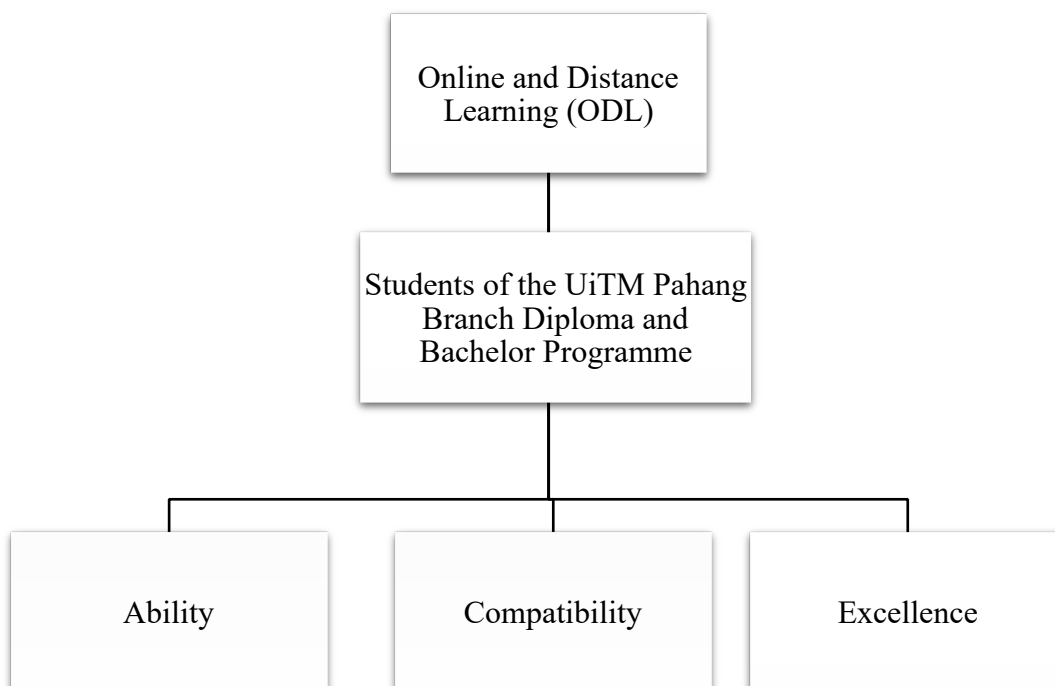 Online and Distance
Learning (ODL)
Students of the UiTM Pahang
Branch Diploma and
Bachelor Programme
Ability
Compatibility
Excellence